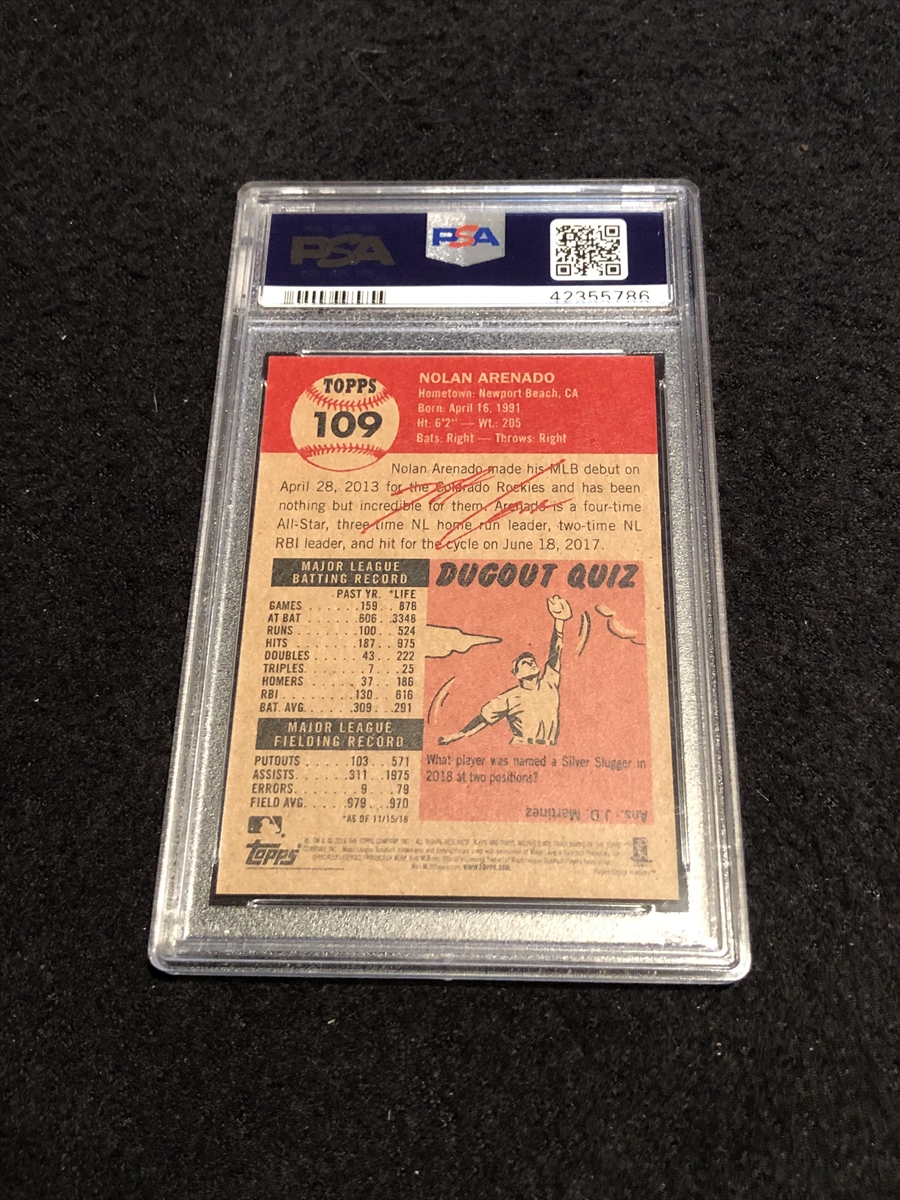 PSA
PSA
42355786
TOPPS
109
NOLAN ARENADO
Hometown: Newport Beach, CA
Born: April 16, 1991
Ht: 6'2" — Wt.: 205
Bats: Right — Throws: Right
Nolan Arenado made his MLB debut on
April 28, 2013 for the Colorado Rockies and has been
nothing but incredible for them. Arenado is a four-time
All-Star, three-time NL home run leader, two-time NL
RBI leader, and hit for the cycle on June 18, 2017.
MAJOR LEAGUE
BATTING RECORD
PAST YR. *LIFE
GAMES ......159 ...876
AT BAT ......606 ..3348
RUNS ......100 ...524
HITS ......187 ...975
DOUBLES .....43 ...222
TRIPLES ......7 ....25
HOMERS ......37 ...186
RBI ......130 ...616
BAT. AVG. ....309 ..291
MAJOR LEAGUE
FIELDING RECORD
PUTOUTS .....103 ...571
ASSISTS .....311 ..1975
ERRORS .......9 ....79
FIELD AVG. ...979 ..970
*AS OF 11/15/18
DUGOUT QUIZ
What player was named a Silver Slugger in
2018 at two positions?
Ans.: J. D. Martinez
topps